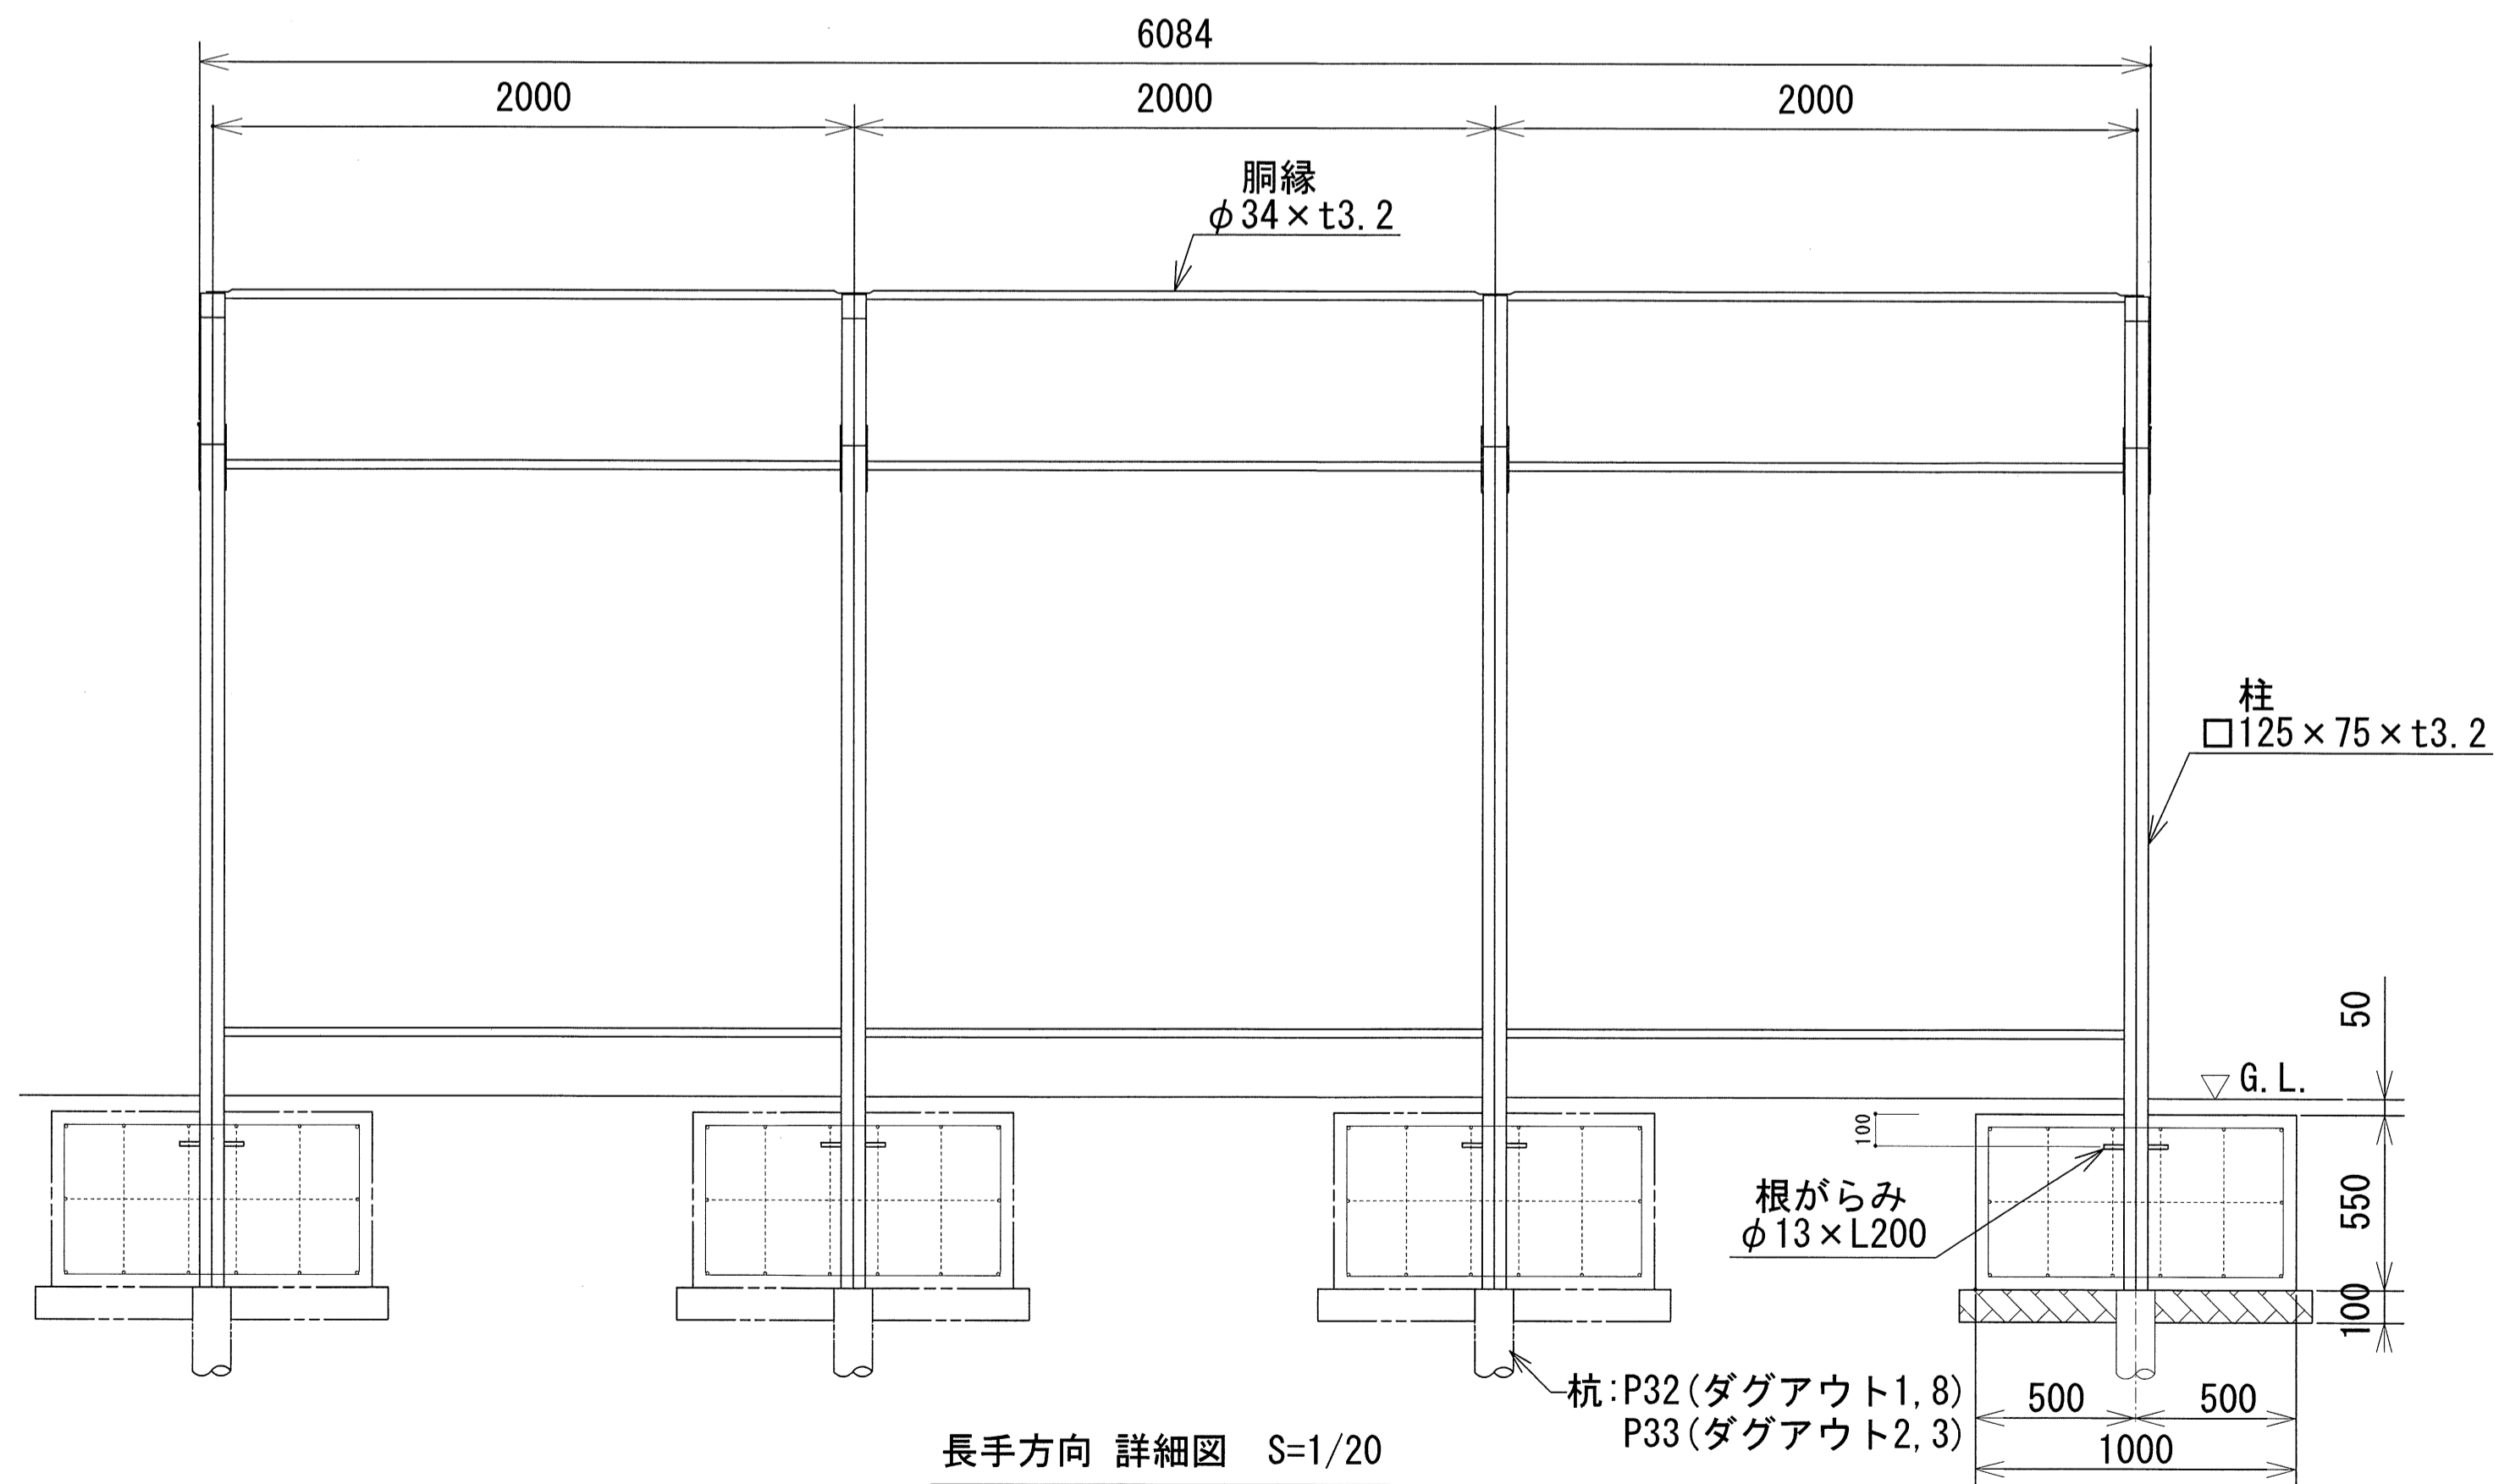 6084
2000
2000
2000
胴縁
φ34×t3.2
柱
□125×75×t3.2
50
G.L.
100
550
根がらみ
φ13×L200
100
杭:P32(ダグアウト1,8)
P33(ダグアウト2,3)
500
500
1000
長手方向 詳細図 S=1/20